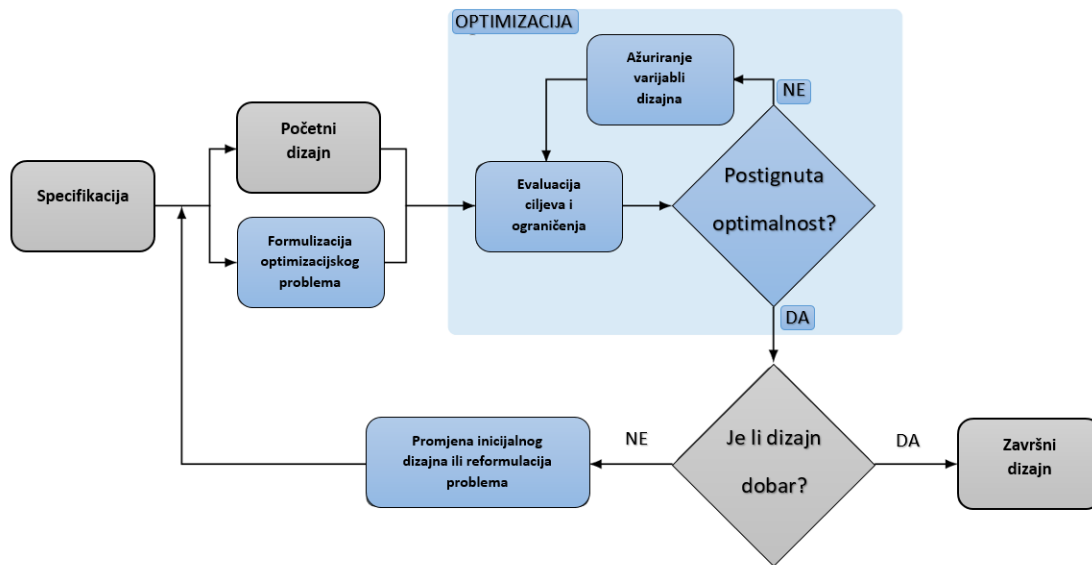 OPTIMIZACIJA
Ažuriranje
varijabli
dizajna
NE
Početni
dizajn
Specifikacija
Evaluacija
ciljeva i
ograničenja
Postignuta
optimalnost?
Formulizacija
optimizacijskog
problema
DA
Promjena inicijalnog
dizajna ili reformulacija
problema
NE
Je li dizajn
dobar?
DA
Završni
dizajn